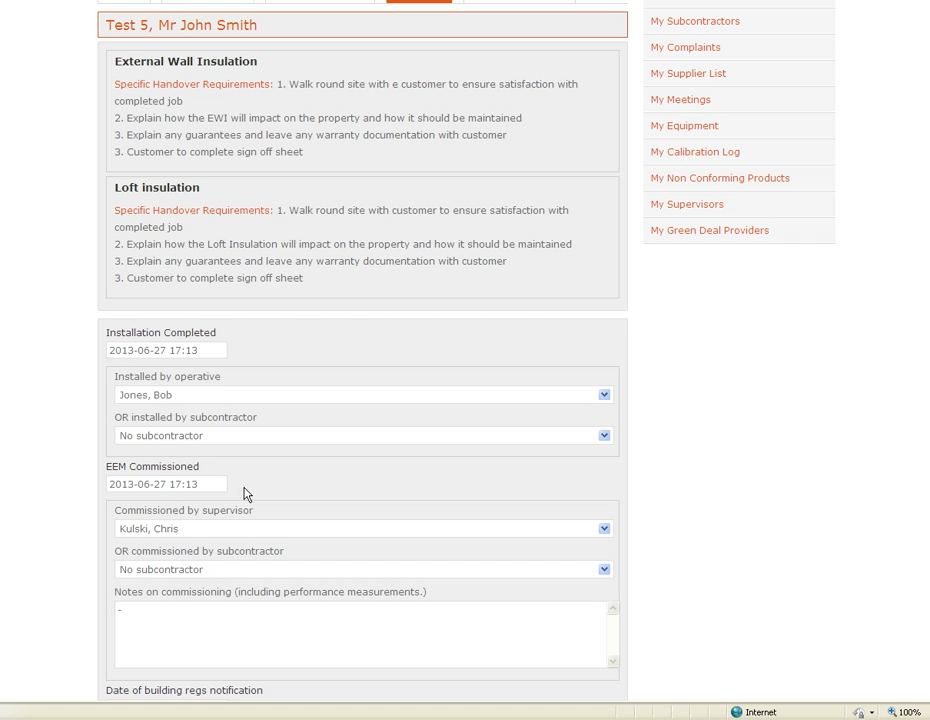 Test 5, Mr John Smith
External Wall Insulation
Specific Handover Requirements: 1. Walk round site with e customer to ensure satisfaction with
completed job
2. Explain how the EWI will impact on the property and how it should be maintained
3. Explain any guarantees and leave any warranty documentation with customer
3. Customer to complete sign off sheet
Loft insulation
Specific Handover Requirements: 1. Walk round site with customer to ensure satisfaction with
completed job
2. Explain how the Loft Insulation will impact on the property and how it should be maintained
3. Explain any guarantees and leave any warranty documentation with customer
3. Customer to complete sign off sheet
Installation Completed
2013-06-27 17:13
Installed by operative
Jones, Bob
OR installed by subcontractor
No subcontractor
EEM Commissioned
2013-06-27 17:13
Commissioned by supervisor
Kulski, Chris
OR commissioned by subcontractor
No subcontractor
Notes on commissioning (including performance measurements.)
-
Date of building regs notification
My Subcontractors
My Complaints
My Supplier List
My Meetings
My Equipment
My Calibration Log
My Non Conforming Products
My Supervisors
My Green Deal Providers
Internet
100%